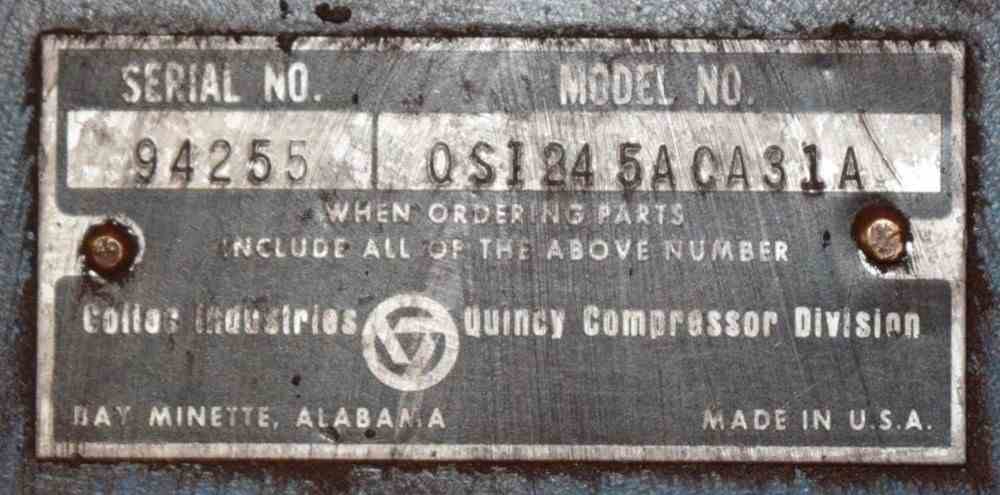 SERIAL NO. MODEL NO.
94255 QSI245ACA31A
WHEN ORDERING PARTS
INCLUDE ALL OF THE ABOVE NUMBER
Coltec Industries Quincy Compressor Division
BAY MINETTE, ALABAMA MADE IN U.S.A.